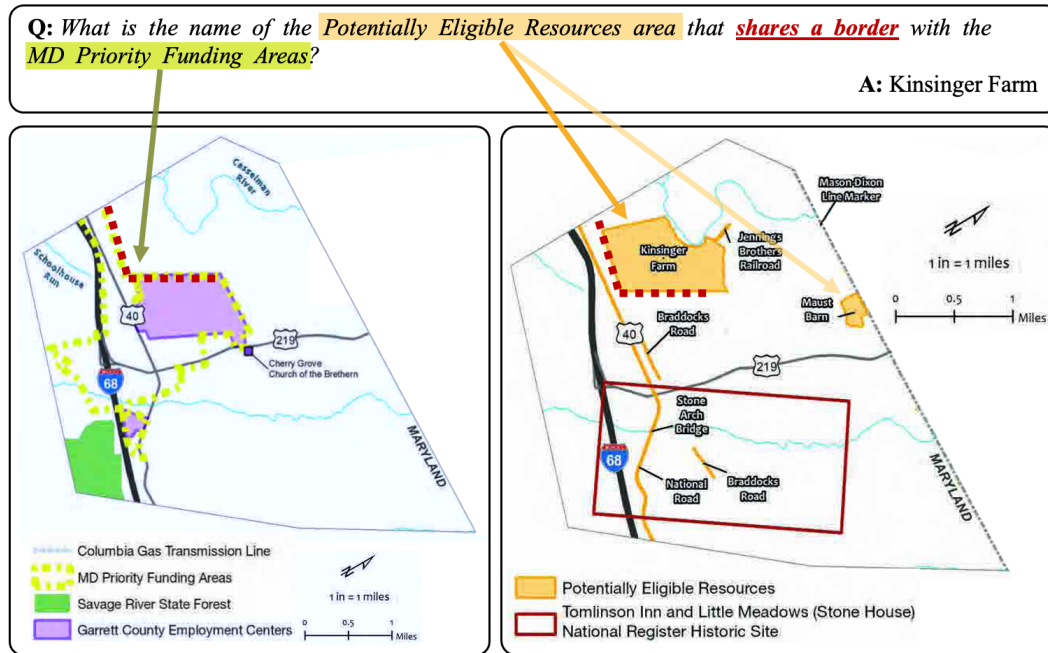 Q: What is the name of the Potentially Eligible Resources area that shares a border with the
MD Priority Funding Areas?
A: Kinsinger Farm
Casselman
River
Schoolhouse
Run
40
219
Cherry Grove
Church of the Brethern
68
MARYLAND
Columbia Gas Transmission Line
MD Priority Funding Areas
Savage River State Forest
Garrett County Employment Centers
N
1 in = 1 miles
0 0.5 1
Miles
Mason-Dixon
Line Marker
Kinsinger
Farm
Jennings
Brothers
Railroad
N
1 in = 1 miles
0 0.5 1
Miles
Maust
Barn
Braddocks
Road
40
219
Stone
Arch
Bridge
68
National
Road
Braddocks
Road
MARYLAND
Potentially Eligible Resources
Tomlinson Inn and Little Meadows (Stone House)
National Register Historic Site